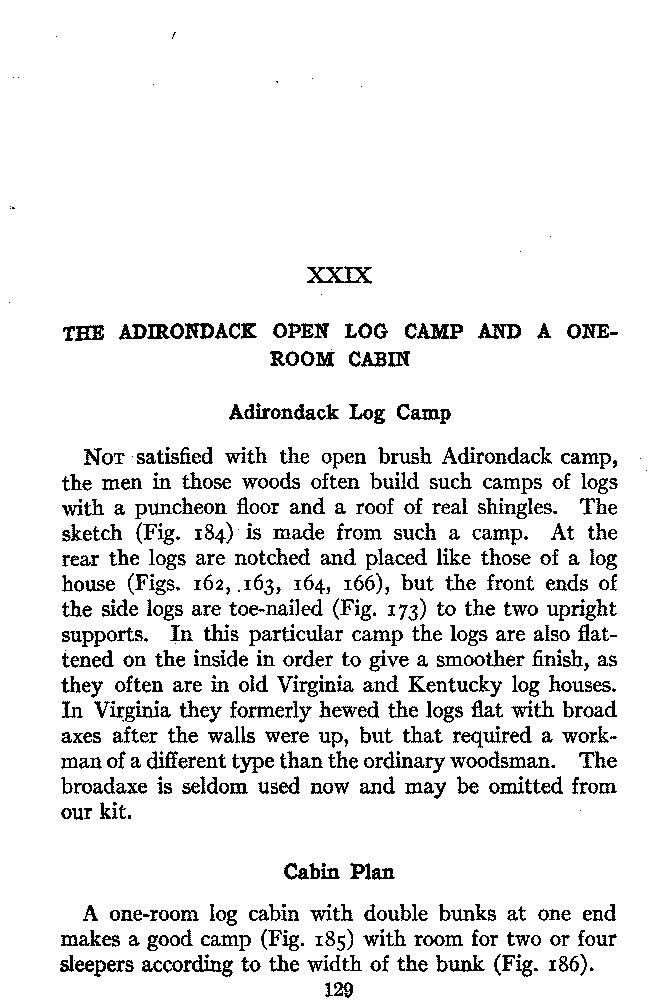 XXIX
THE ADIRONDACK OPEN LOG CAMP AND A ONE-
ROOM CABIN
Adirondack Log Camp
NOT satisfied with the open brush Adirondack camp,
the men in those woods often build such camps of logs
with a puncheon floor and a roof of real shingles. The
sketch (Fig. 184) is made from such a camp. At the
rear the logs are notched and placed like those of a log
house (Figs. 162, .163, 164, 166), but the front ends of
the side logs are toe-nailed (Fig. 173) to the two upright
supports. In this particular camp the logs are also flat-
tened on the inside in order to give a smoother finish, as
they often are in old Virginia and Kentucky log houses.
In Virginia they formerly hewed the logs flat with broad
axes after the walls were up, but that required a work-
man of a different type than the ordinary woodsman. The
broadaxe is seldom used now and may be omitted from
our kit.
Cabin Plan
A one-room log cabin with double bunks at one end
makes a good camp (Fig. 185) with room for two or four
sleepers according to the width of the bunk (Fig. 186).
129